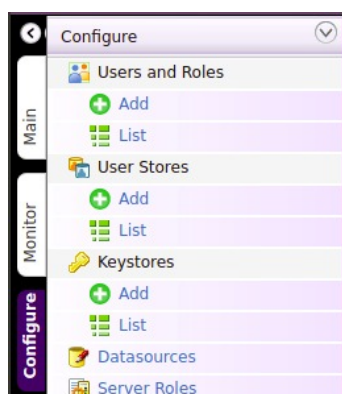 Configure
Users and Roles
Add
List
User Stores
Add
List
Keystores
Add
List
Datasources
Server Roles
Main
Monitor
Configure